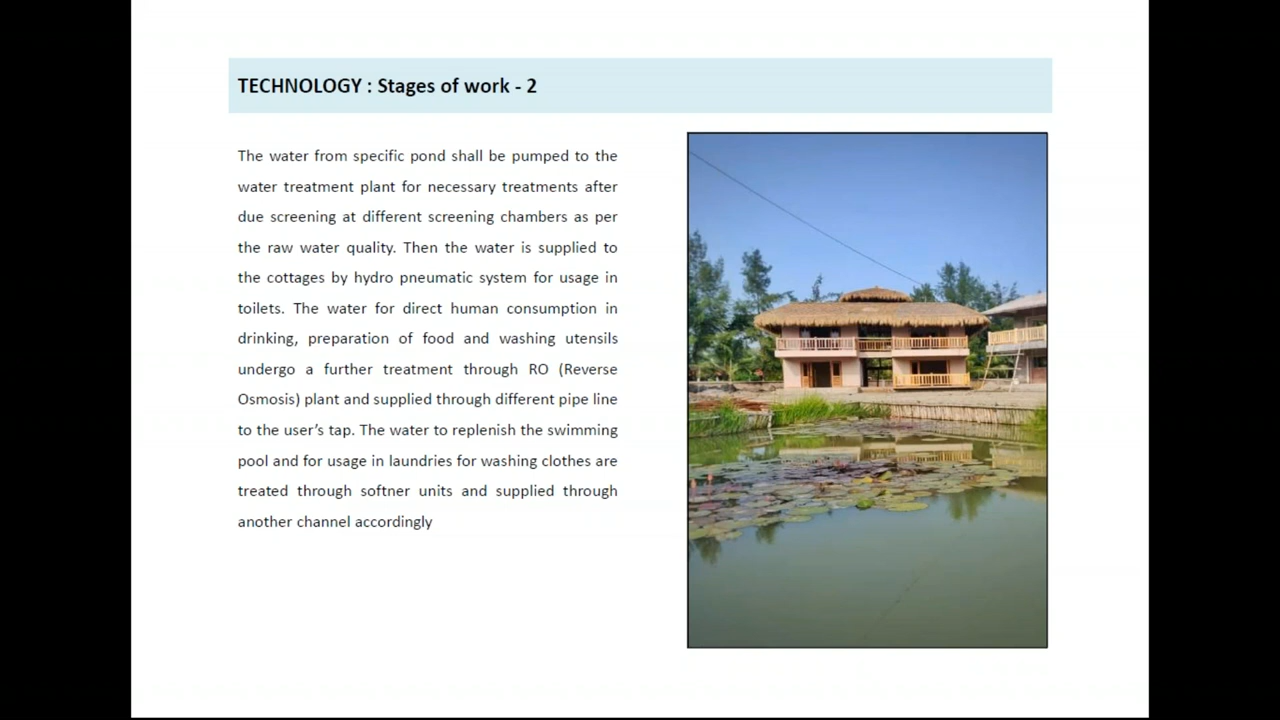 TECHNOLOGY : Stages of work - 2
The water from specific pond shall be pumped to the
water treatment plant for necessary treatments after
due screening at different screening chambers as per
the raw water quality. Then the water is supplied to
the cottages by hydro pneumatic system for usage in
toilets. The water for direct human consumption in
drinking, preparation of food and washing utensils
undergo a further treatment through RO (Reverse
Osmosis) plant and supplied through different pipe line
to the user’s tap. The water to replenish the swimming
pool and for usage in laundries for washing clothes are
treated through softner units and supplied through
another channel accordingly